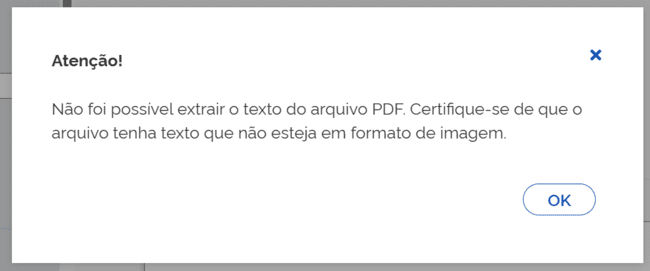 Atenção!
Não foi possível extrair o texto do arquivo PDF. Certifique-se de que o
arquivo tenha texto que não esteja em formato de imagem.
OK